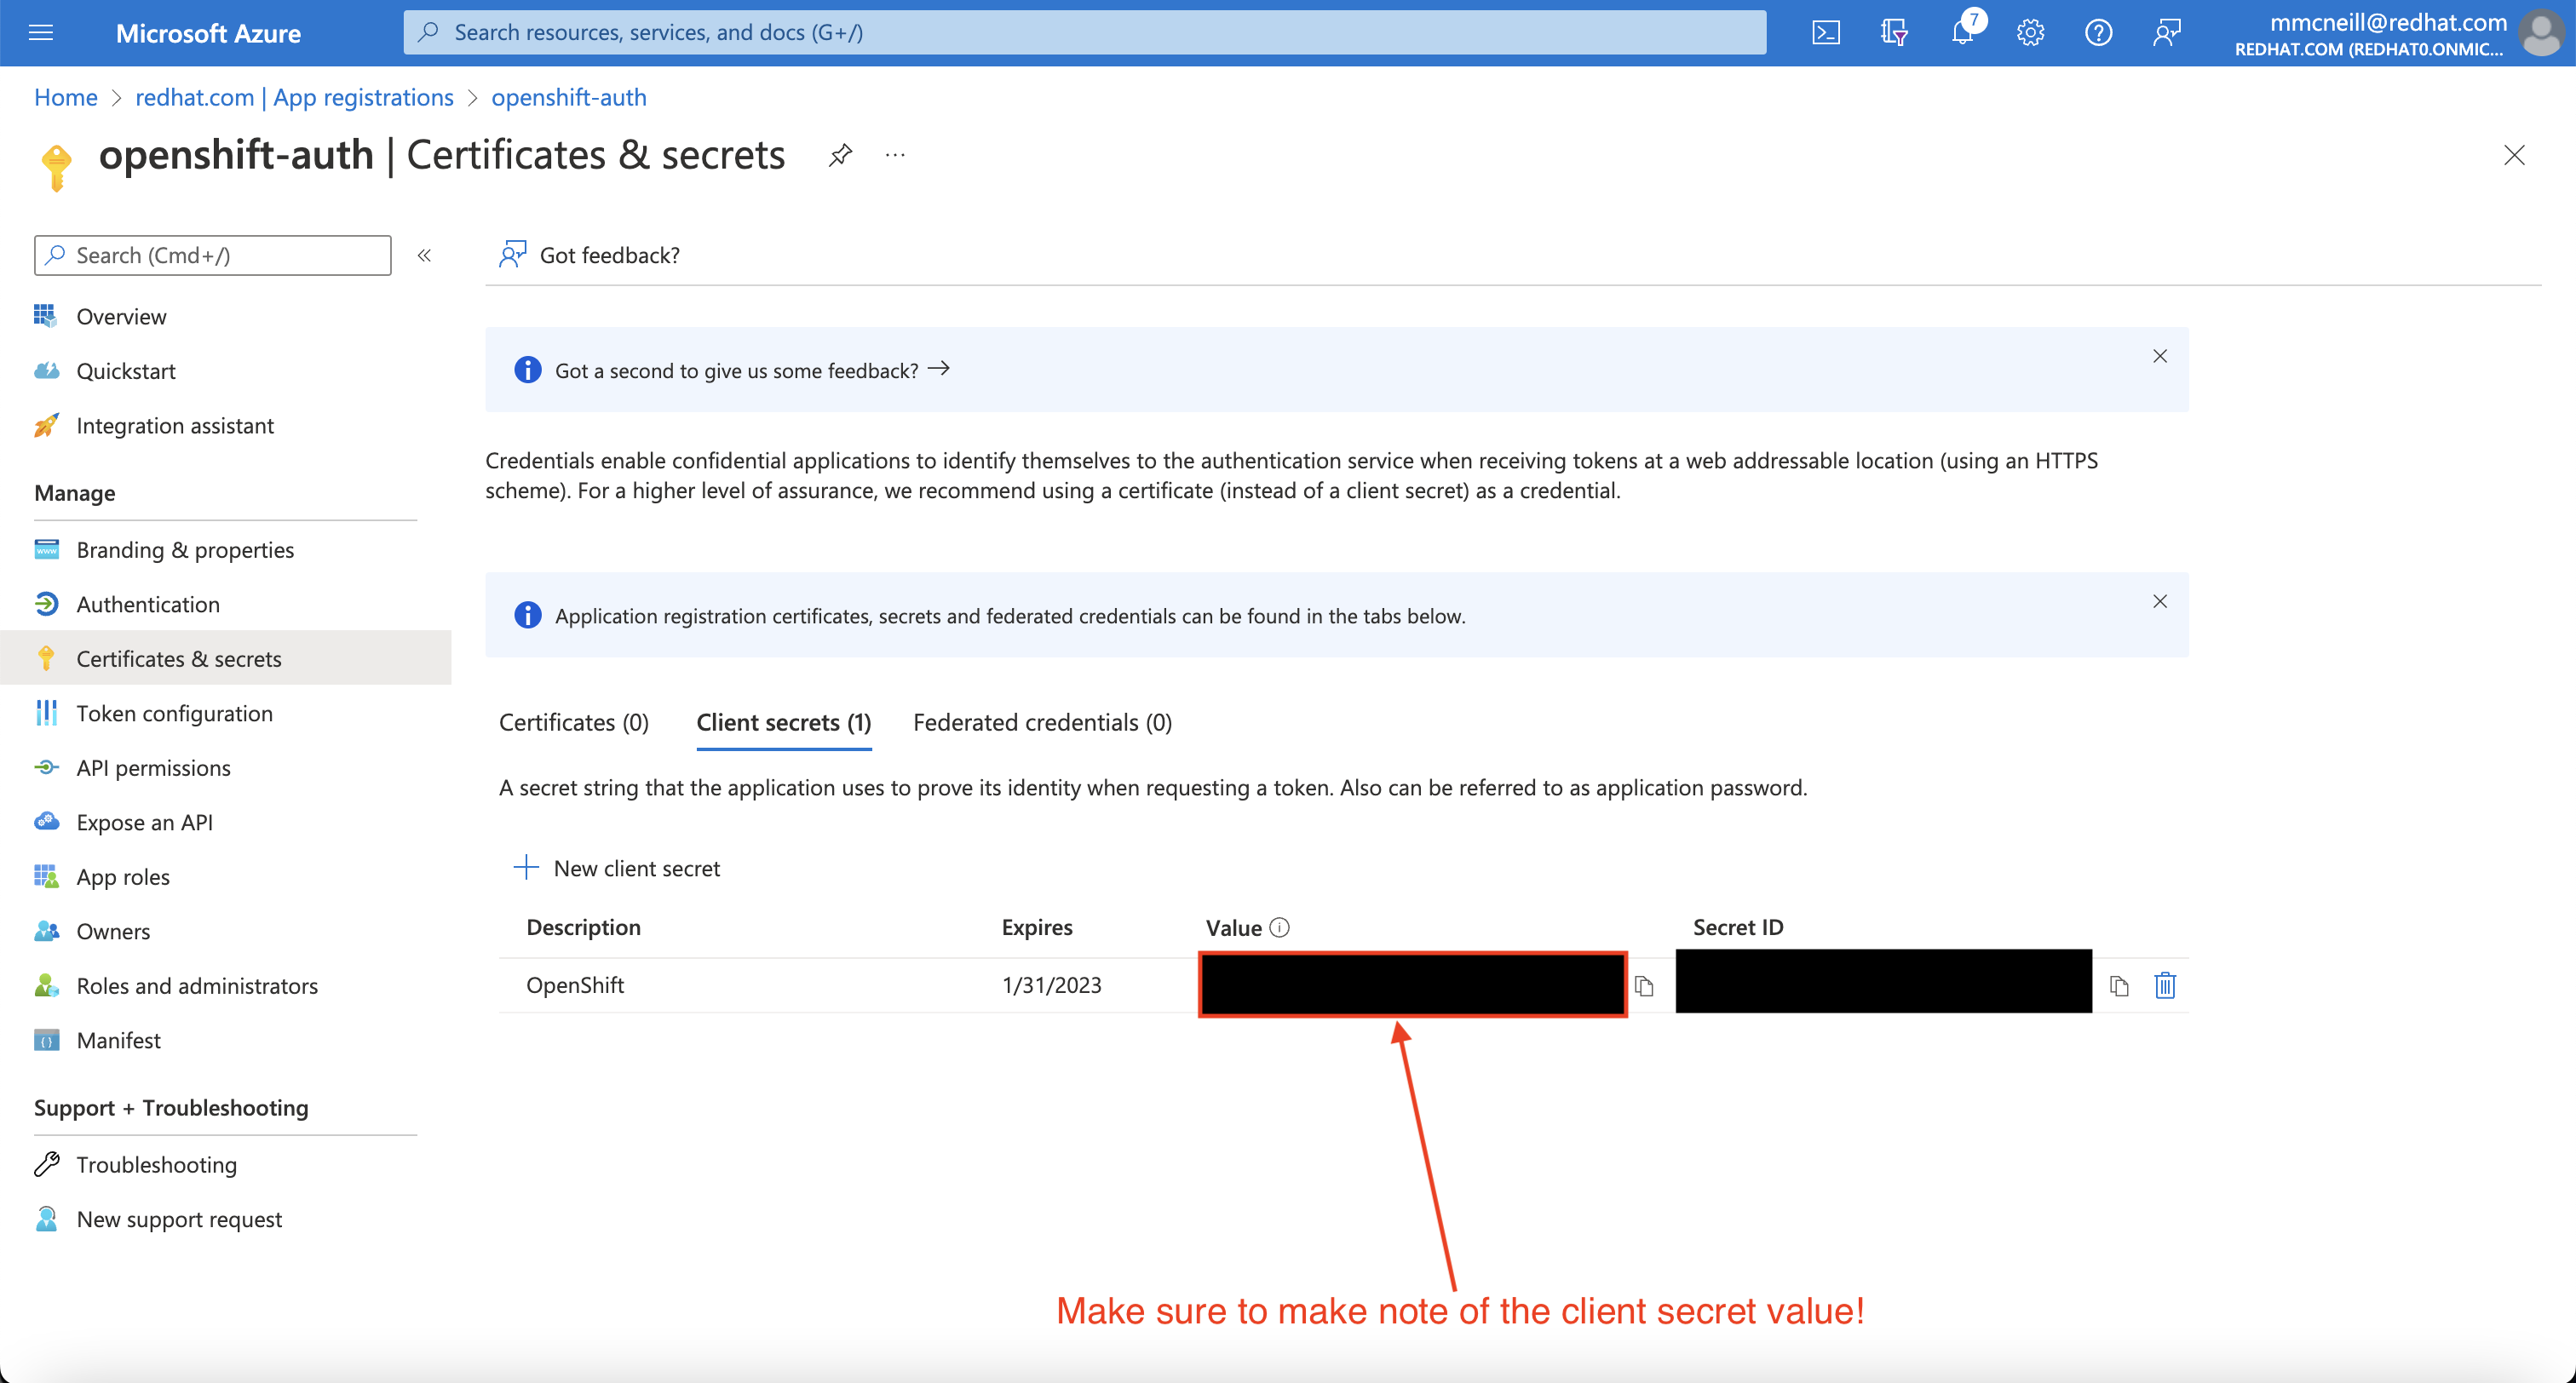 Microsoft Azure
Search resources, services, and docs (G+/)
7
mmcneill@redhat.com
REDHAT.COM (REDHAT0.ONMIC...
Home > redhat.com | App registrations > openshift-auth
openshift-auth | Certificates & secrets
Search (Cmd+/)
Overview
Quickstart
Integration assistant
Manage
Branding & properties
Authentication
Certificates & secrets
Token configuration
API permissions
Expose an API
App roles
Owners
Roles and administrators
Manifest
Support + Troubleshooting
Troubleshooting
New support request
Got feedback?
Got a second to give us some feedback?
Credentials enable confidential applications to identify themselves to the authentication service when receiving tokens at a web addressable location (using an HTTPS
scheme). For a higher level of assurance, we recommend using a certificate (instead of a client secret) as a credential.
Application registration certificates, secrets and federated credentials can be found in the tabs below.
Certificates (0) Client secrets (1) Federated credentials (0)
A secret string that the application uses to prove its identity when requesting a token. Also can be referred to as application password.
New client secret
Description Expires Value Secret ID
OpenShift 1/31/2023
Make sure to make note of the client secret value!